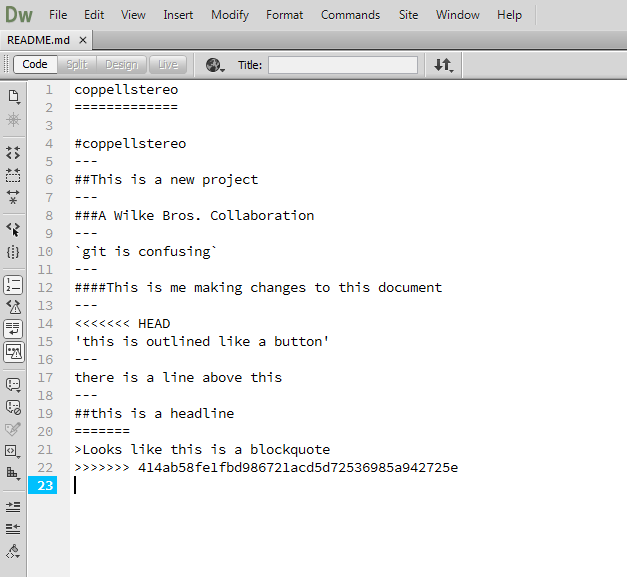 Dw File Edit View Insert Modify Format Commands Site Window Help
README.md ×
Code Split Design Live Title:
1 coppellstereo
2 =============
3
4 #coppellstereo
5 ---
6 ##This is a new project
7 ---
8 ###A Wilke Bros. Collaboration
9 ---
10 `git is confusing`
11 ---
12 ####This is me making changes to this document
13 ---
14 <<<<<<< HEAD
15 'this is outlined like a button'
16 ---
17 there is a line above this
18 ---
19 ##this is a headline
20 =======
21 >Looks like this is a blockquote
22 >>>>>>> 414ab58fe1fbd986721acd5d72536985a942725e
23